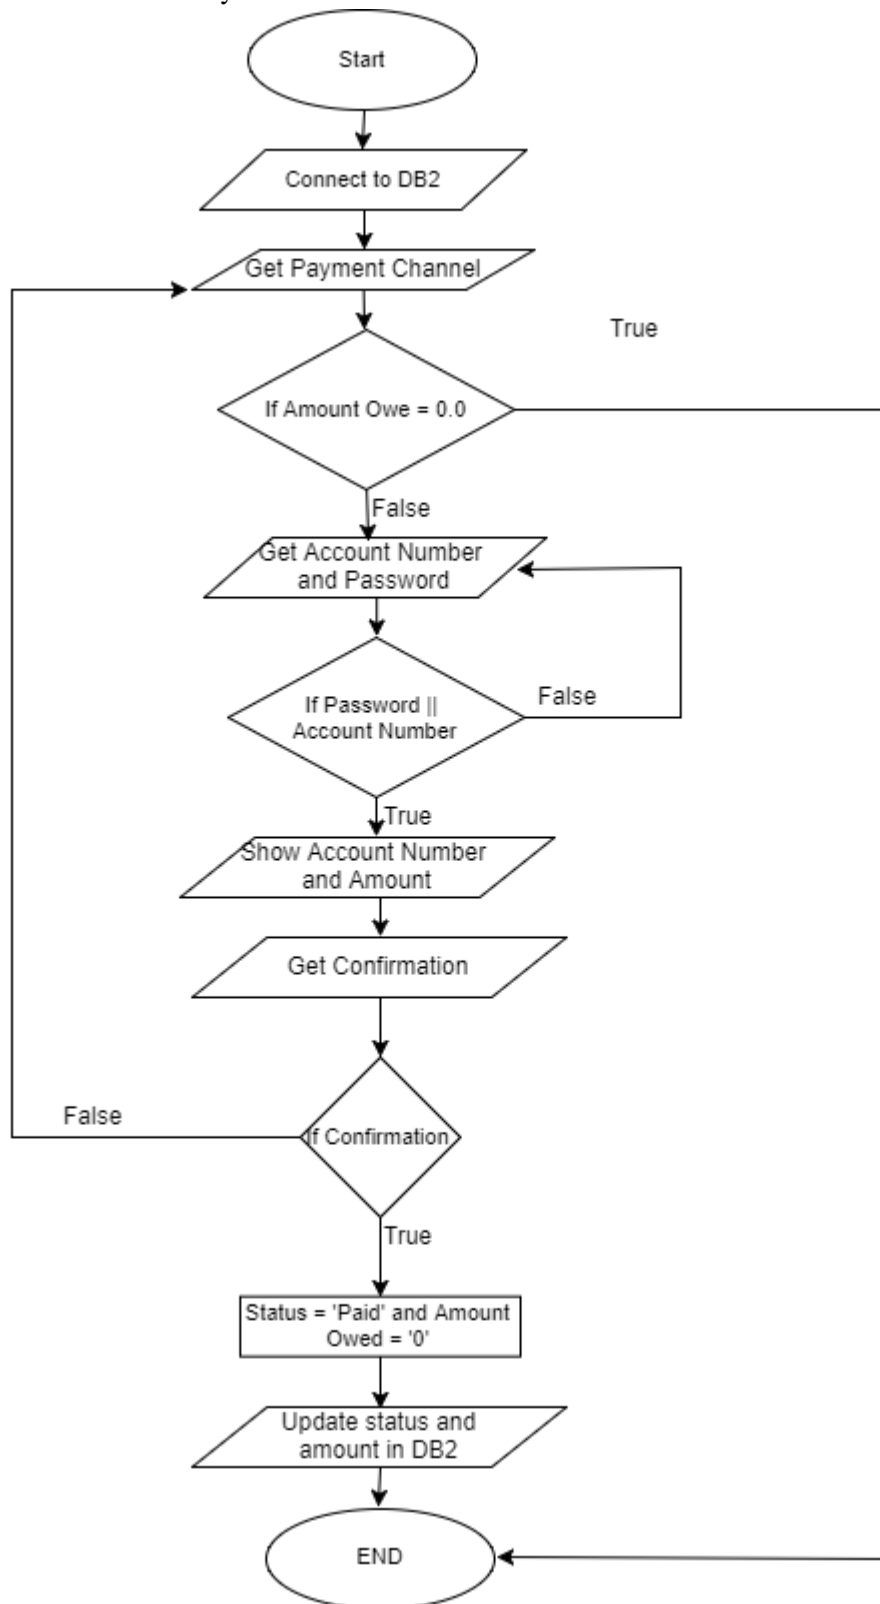 Start
Connect to DB2
Get Payment Channel
True
If Amount Owe = 0.0
False
Get Account Number
and Password
If Password ||
Account Number
False
True
Show Account Number
and Amount
Get Confirmation
False
If Confirmation
True
Status = 'Paid' and Amount
Owed = '0'
Update status and
amount in DB2
END